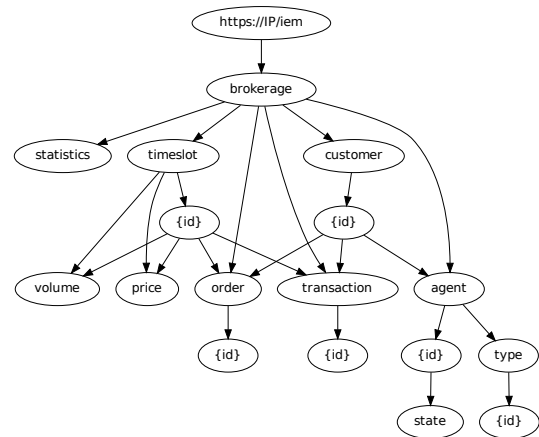 https://IP/iem
brokerage
statistics
timeslot
customer
{id}
{id}
volume
price
order
transaction
agent
{id}
{id}
{id}
type
state
{id}